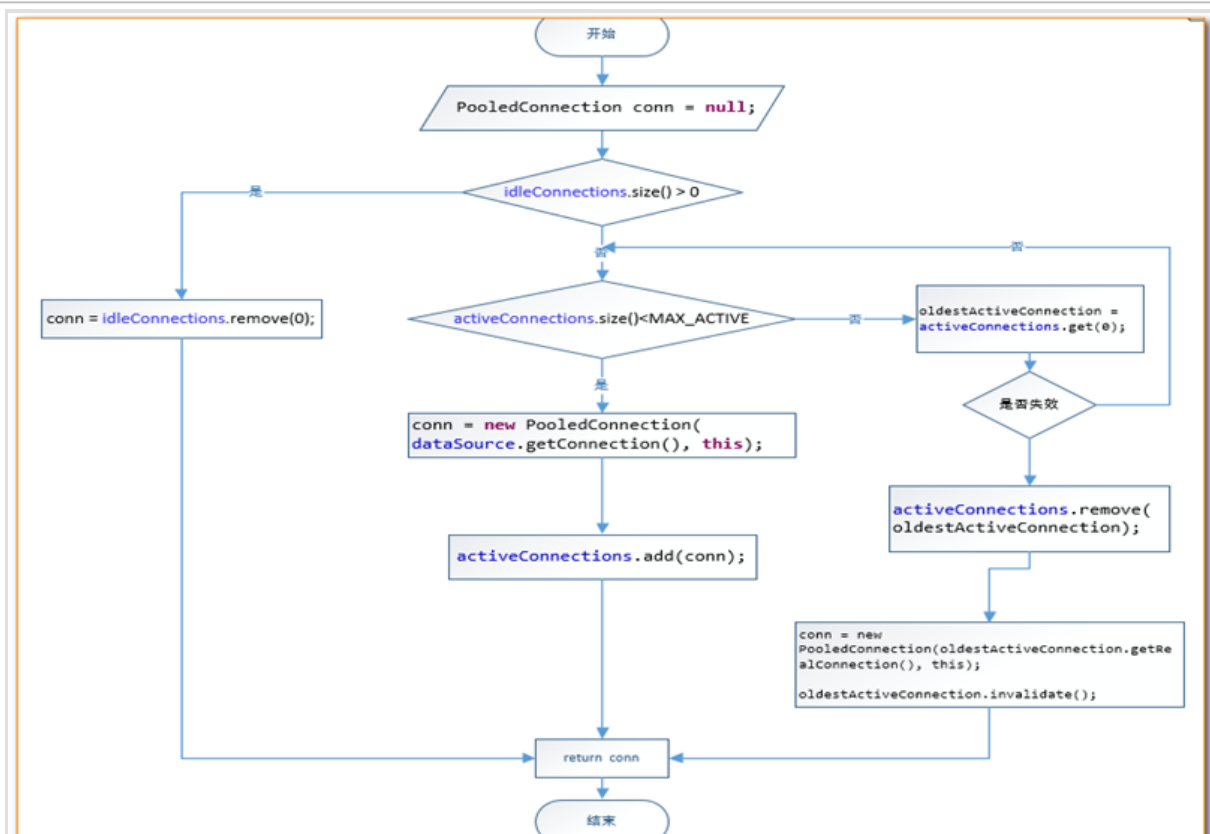 开始
PooledConnection conn = null;
idleConnections.size() > 0
是
否
否
conn = idleConnections.remove(0);
activeConnections.size()<MAX_ACTIVE
否
oldestActiveConnection =
activeConnections.get(0);
是否失效
是
conn = new PooledConnection(
dataSource.getConnection(), this);
activeConnections.remove(
oldestActiveConnection);
activeConnections.add(conn);
conn = new
PooledConnection(oldestActiveConnection.getRe
alConnection(), this);
oldestActiveConnection.invalidate();
return conn
结束